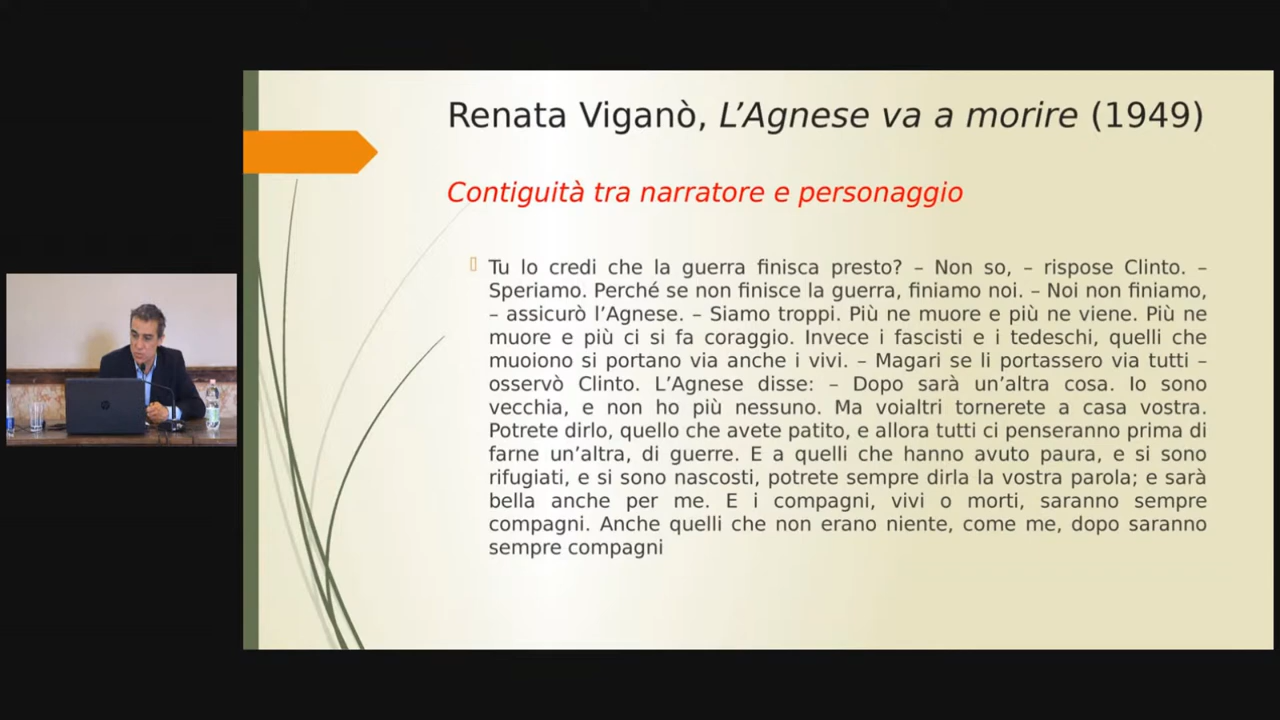 Renata Viganò, L’Agnese va a morire (1949)
Contiguità tra narratore e personaggio
Tu lo credi che la guerra finisca presto? – Non so, – rispose Clinto. –
Speriamo. Perché se non finisce la guerra, finiamo noi. – Noi non finiamo,
– assicurò l’Agnese. – Siamo troppi. Più ne muore e più ne viene. Più ne
muore e più ci si fa coraggio. Invece i fascisti e i tedeschi, quelli che
muoiono si portano via anche i vivi. – Magari se li portassero via tutti –
osservò Clinto. L’Agnese disse: – Dopo sarà un’altra cosa. Io sono
vecchia, e non ho più nessuno. Ma voialtri tornerete a casa vostra.
Potrete dirlo, quello che avete patito, e allora tutti ci penseranno prima di
farne un’altra, di guerre. E a quelli che hanno avuto paura, e si sono
rifugiati, e si sono nascosti, potrete sempre dirla la vostra parola; e sarà
bella anche per me. E i compagni, vivi o morti, saranno sempre
compagni. Anche quelli che non erano niente, come me, dopo saranno
sempre compagni